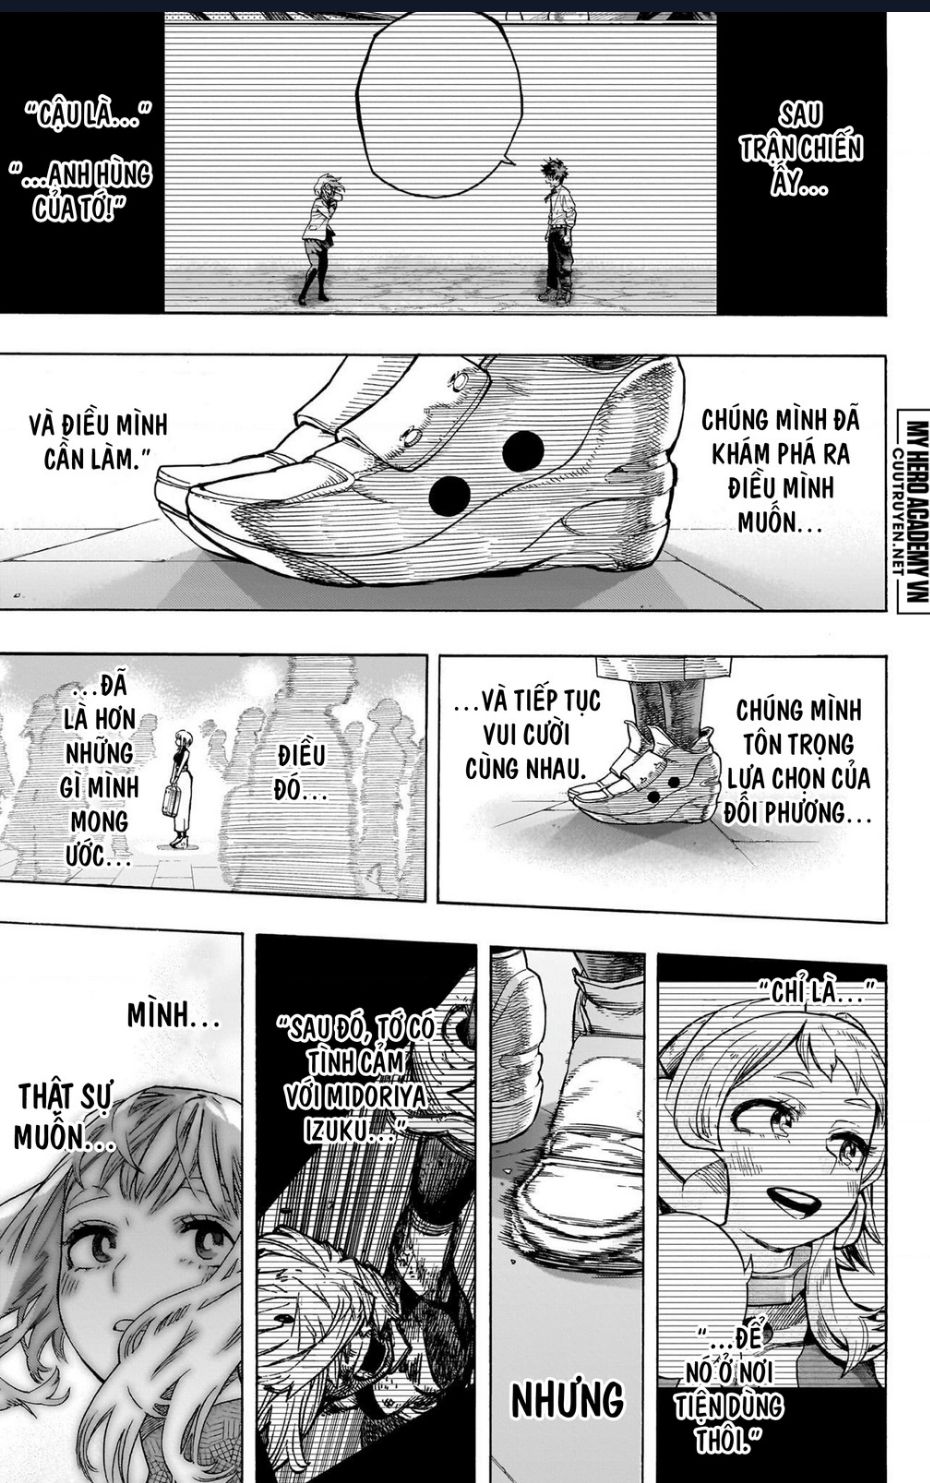 SAU
TRẬN CHIẾN
ẤY...
“CẬU LÀ...”
“...ANH HÙNG
CỦA TỚ!”
CHÚNG MÌNH ĐÃ
KHÁM PHÁ RA
ĐIỀU MÌNH
MUỐN...
VÀ ĐIỀU MÌNH
CẦN LÀM.”
MY HERO ACADEMY VN
CUUTRUYEN.NET
CHÚNG MÌNH
TÔN TRỌNG
LỰA CHỌN CỦA
ĐỐI PHƯƠNG...
...VÀ TIẾP TỤC
VUI CƯỜI
CÙNG NHAU.
ĐIỀU
ĐÓ...
...ĐÃ
LÀ HƠN
NHỮNG
GÌ MÌNH
MONG
ƯỚC...
“CHỈ LÀ...”
“...ĐỂ
NÓ Ở NƠI
TIỆN DÙNG
THÔI.”
NHƯNG
“SAU ĐÓ, TỚ CÓ
TÌNH CẢM
VỚI MIDORIYA
IZUKU...”
MÌNH...
THẬT SỰ
MUỐN...